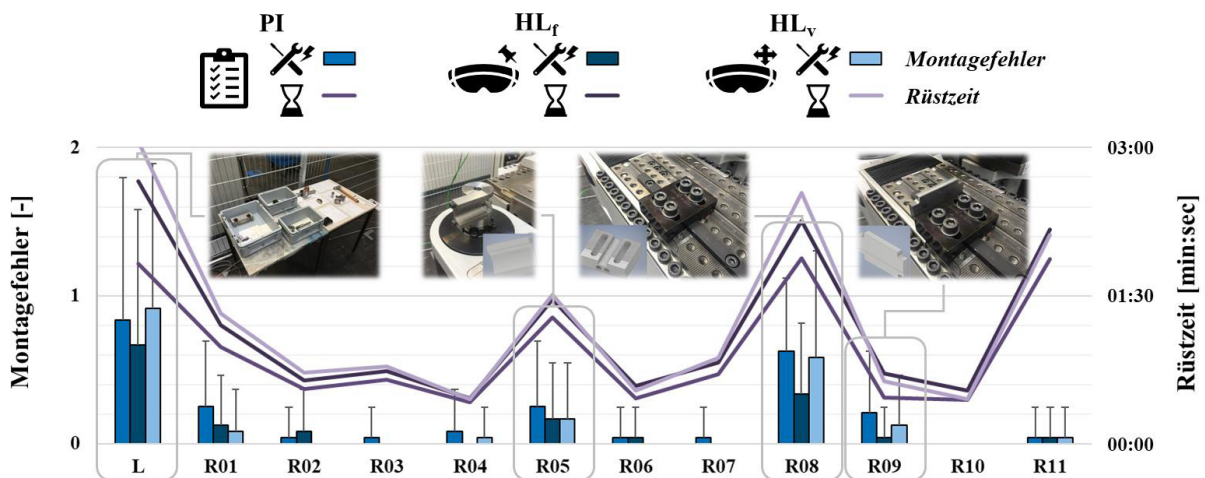 PI HLf HLv
Montagefehler
Rüstzeit
2 03:00
Montagefehler [-]
1 01:30
Rüstzeit [min:sec]
0 00:00
L R01 R02 R03 R04 R05 R06 R07 R08 R09 R10 R11